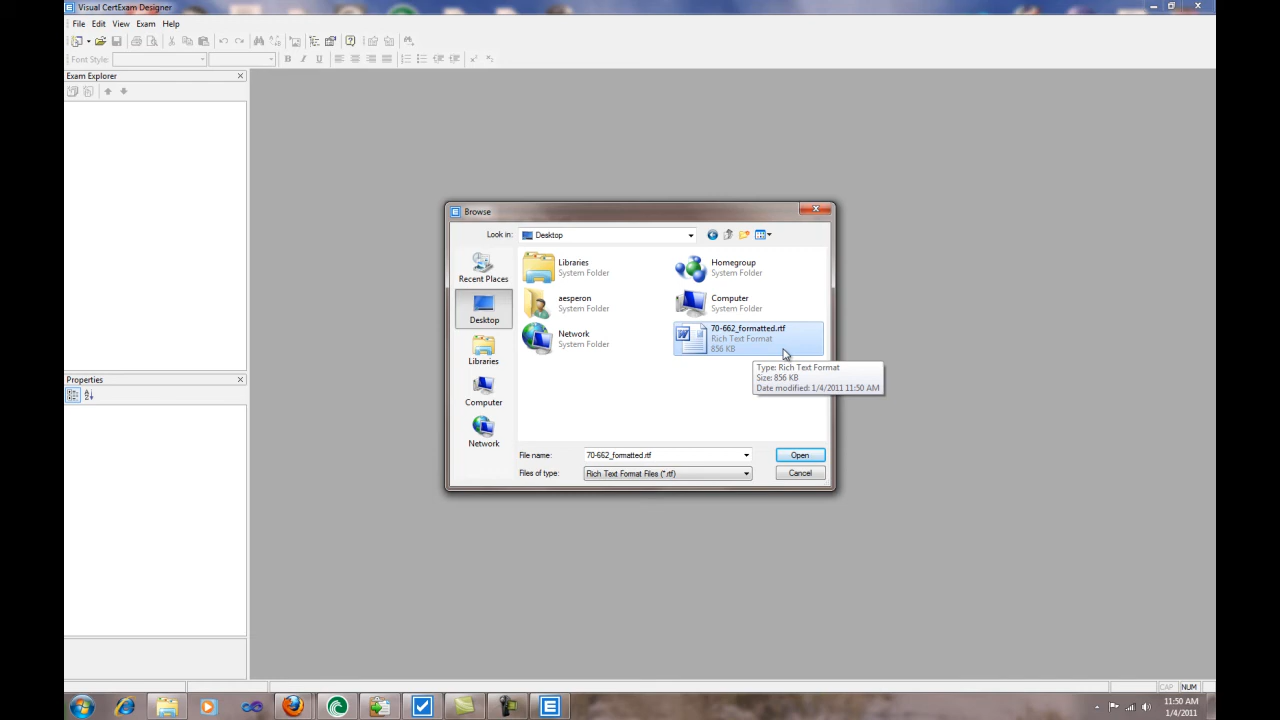 Visual CertExam Designer
File Edit View Exam Help
Font Style:
B I U
Exam Explorer
Properties
Browse
Look in: Desktop
Recent Places
Desktop
Libraries
Computer
Network
Libraries
System Folder
Homegroup
System Folder
aesperon
System Folder
Computer
System Folder
Network
System Folder
70-662_formatted.rtf
Rich Text Format
856 KB
Type: Rich Text Format
Size: 856 KB
Date modified: 1/4/2011 11:50 AM
File name: 70-662_formatted.rtf Open
Files of type: Rich Text Format Files (*.rtf) Cancel
CAP NUM
11:50 AM
1/4/2011